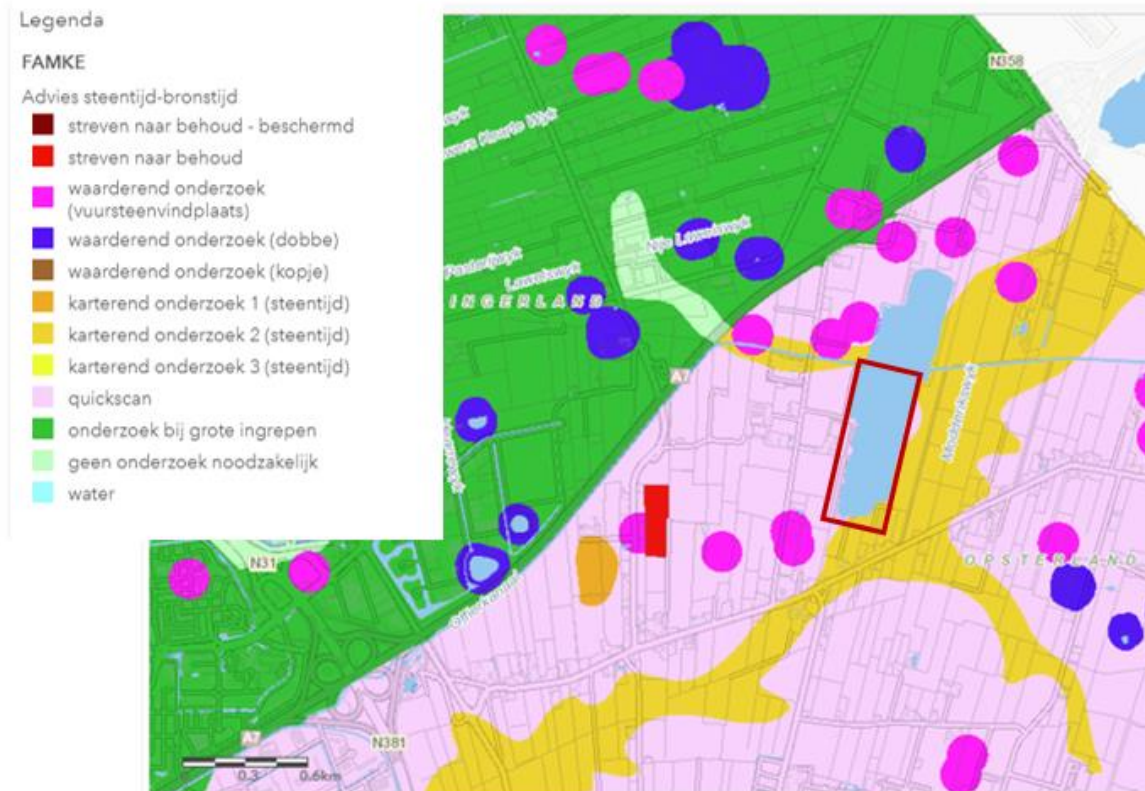 Legenda
FAMKE
Advies steentijd-bronstijd
streven naar behoud - beschermd
streven naar behoud
waarderend onderzoek
(vuursteenvindplaats)
waarderend onderzoek (dobbe)
waarderend onderzoek (kopje)
karterend onderzoek 1 (steentijd)
karterend onderzoek 2 (steentijd)
karterend onderzoek 3 (steentijd)
quickscan
onderzoek bij grote ingrepen
geen onderzoek noodzakelijk
water
N358
INGERLAND
A7
OPSTERLAND
N31
A7
N381
0.3
0.6km